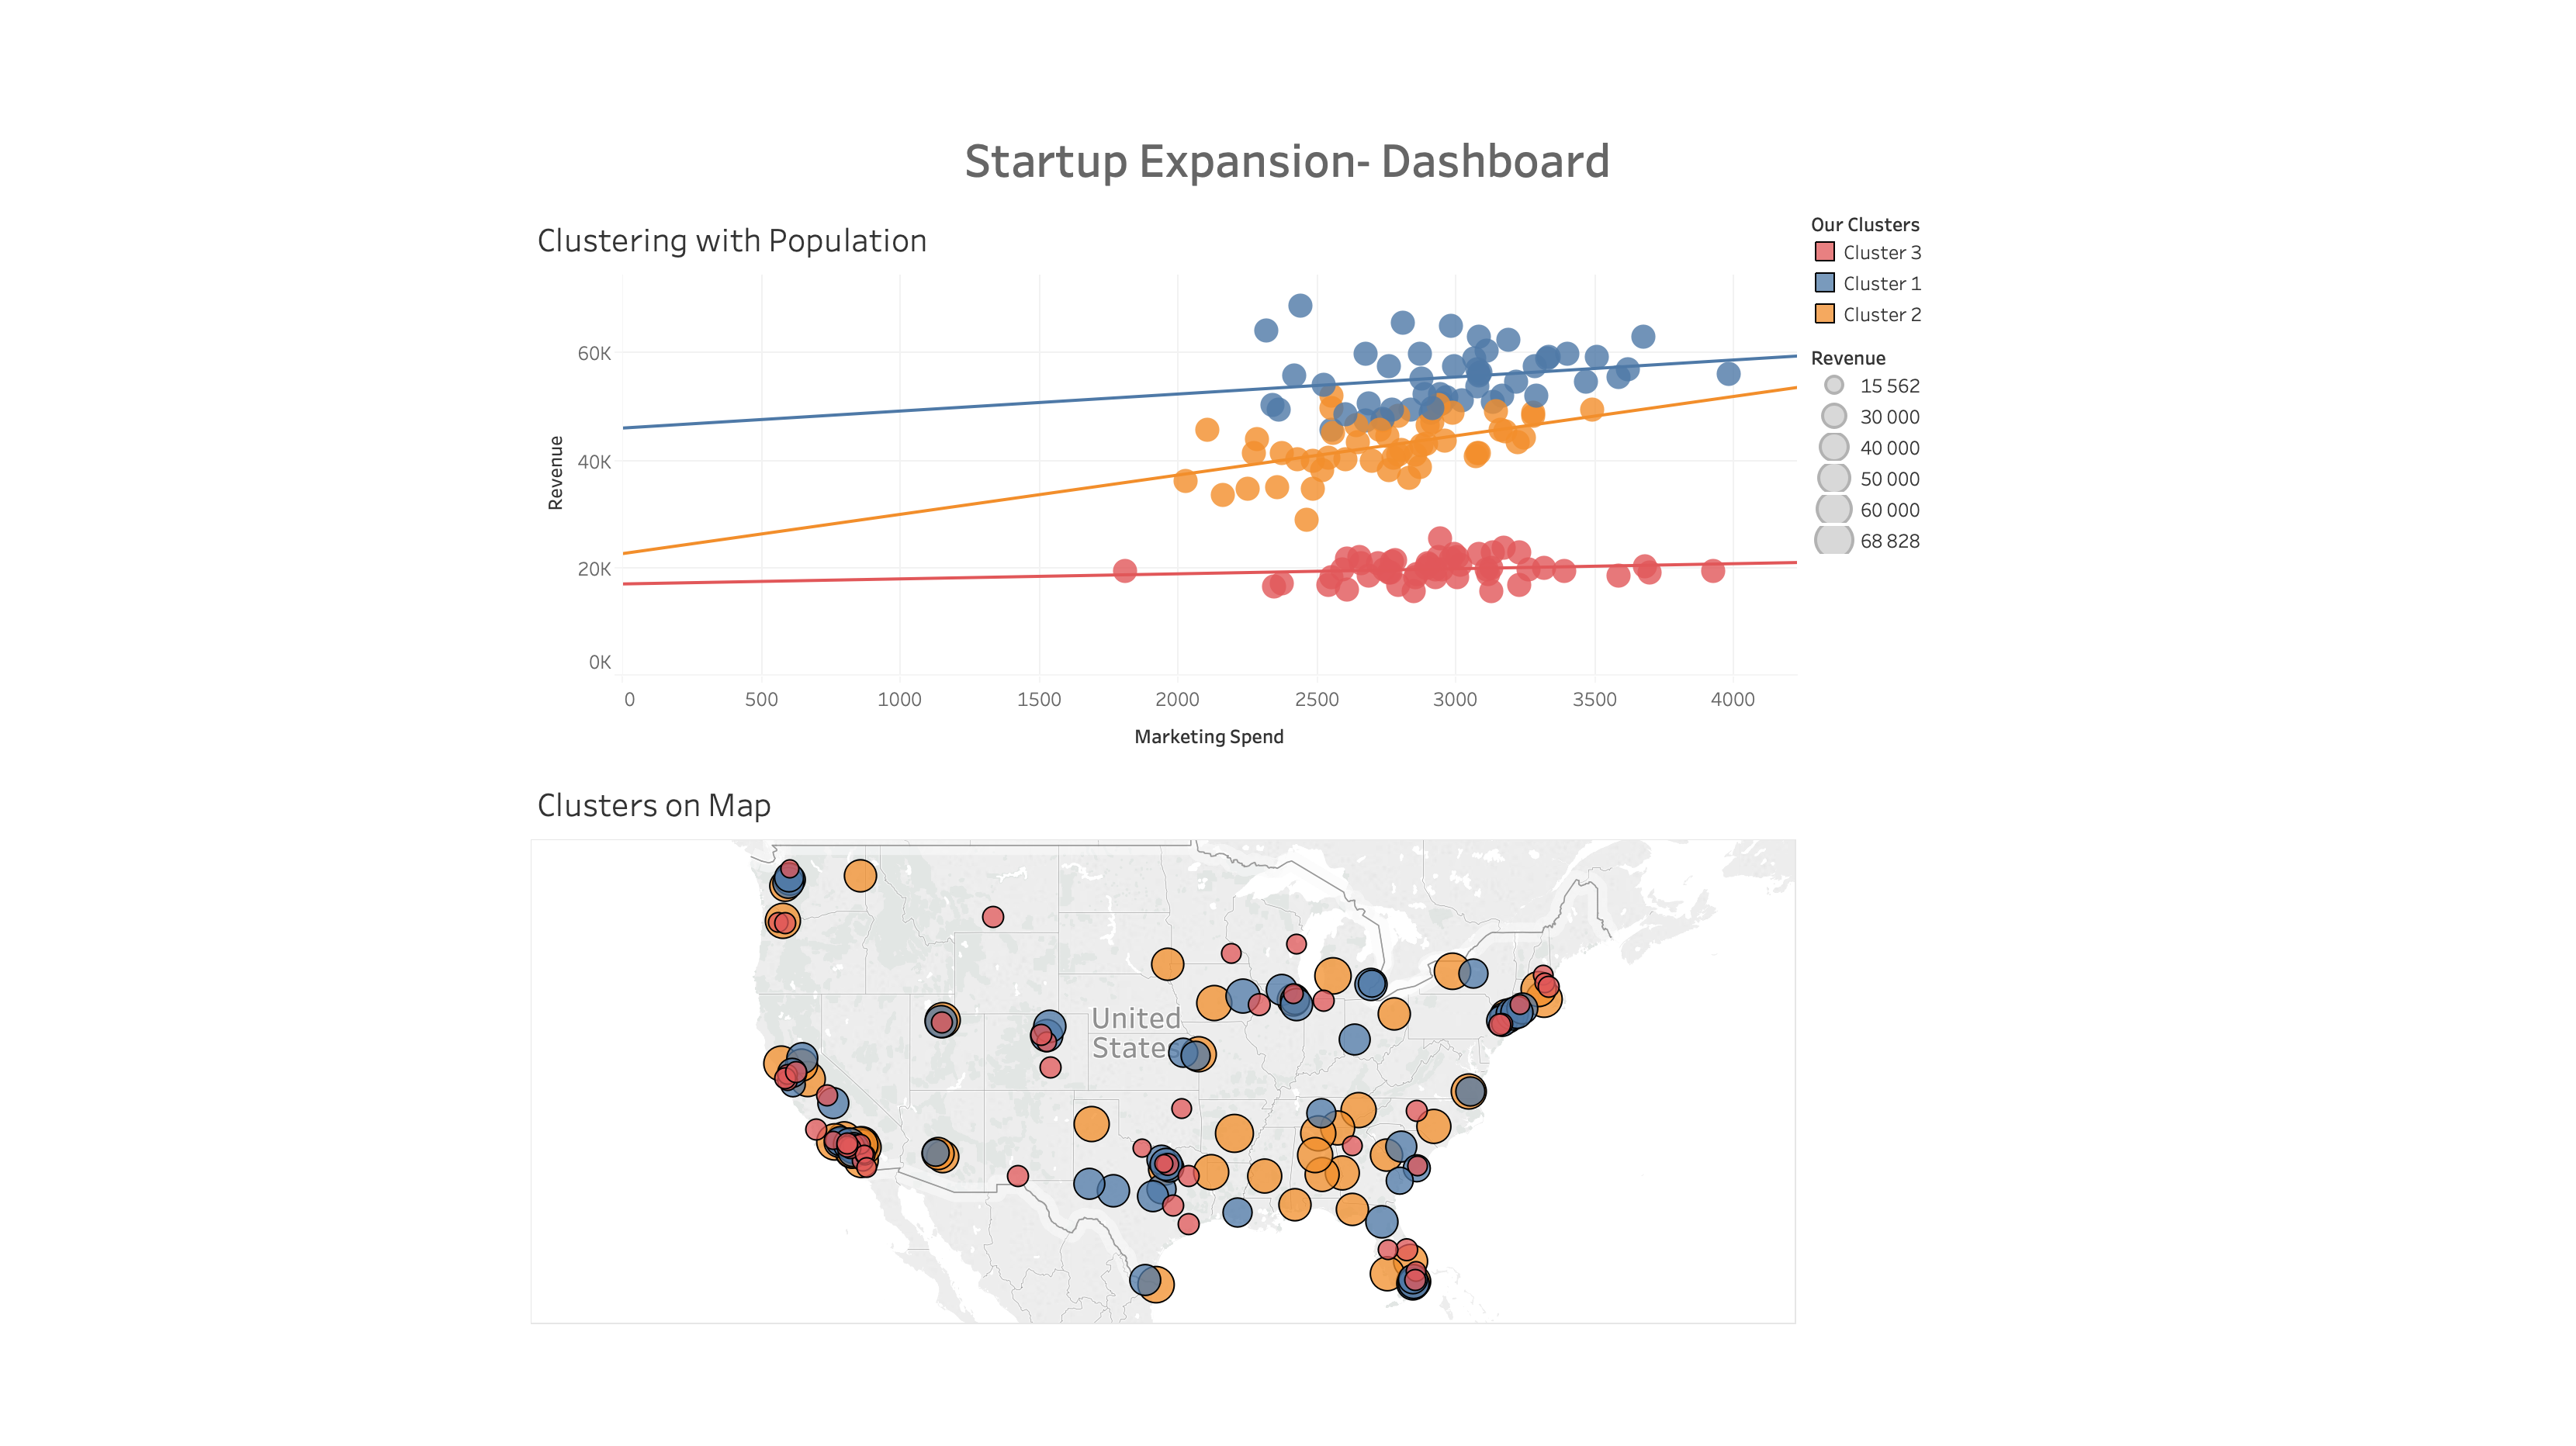 Startup Expansion- Dashboard
Clustering with Population
Our Clusters
Cluster 3
Cluster 1
Cluster 2
Revenue
15 562
30 000
40 000
50 000
60 000
68 828
Revenue
60K
40K
20K
0K
0 500 1000 1500 2000 2500 3000 3500 4000
Marketing Spend
Clusters on Map
United
States